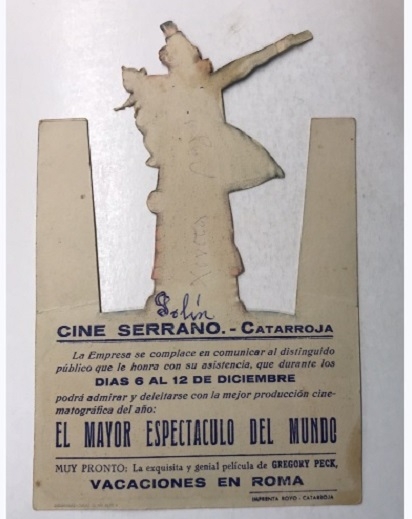 Solín
CINE SERRANO.- CATARROJA
La Empresa se complace en comunicar al distinguido
público que le honra con su asistencia, que durante los
DIAS 6 AL 12 DE DICIEMBRE
podrá admirar y deleitarse con la mejor producción cine-
matográfica del año:
EL MAYOR ESPECTACULO DEL MUNDO
MUY PRONTO: La exquisita y genial película de GREGORY PECK,
VACACIONES EN ROMA
IMPRENTA ROYO - CATARROJA